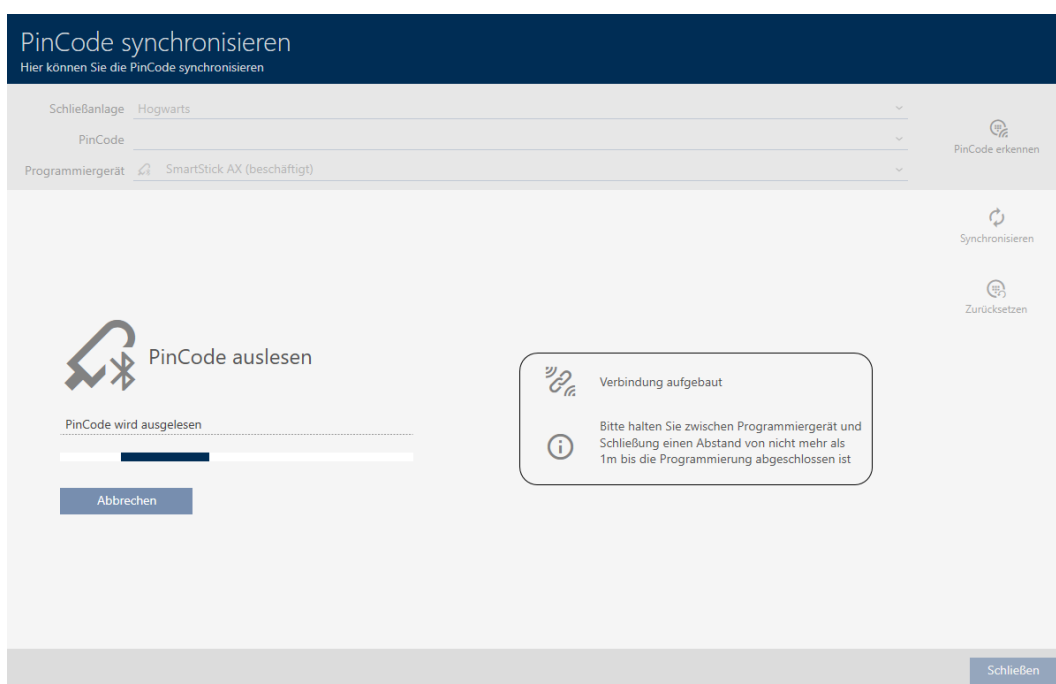 PinCode synchronisieren
Hier können Sie die PinCode synchronisieren
Schließanlage Hogwarts
PinCode
Programmiergerät SmartStick AX (beschäftigt)
PinCode erkennen
Synchronisieren
Zurücksetzen
PinCode auslesen
PinCode wird ausgelesen
Abbrechen
Verbindung aufgebaut
Bitte halten Sie zwischen Programmiergerät und
Schließung einen Abstand von nicht mehr als
1m bis die Programmierung abgeschlossen ist
Schließen